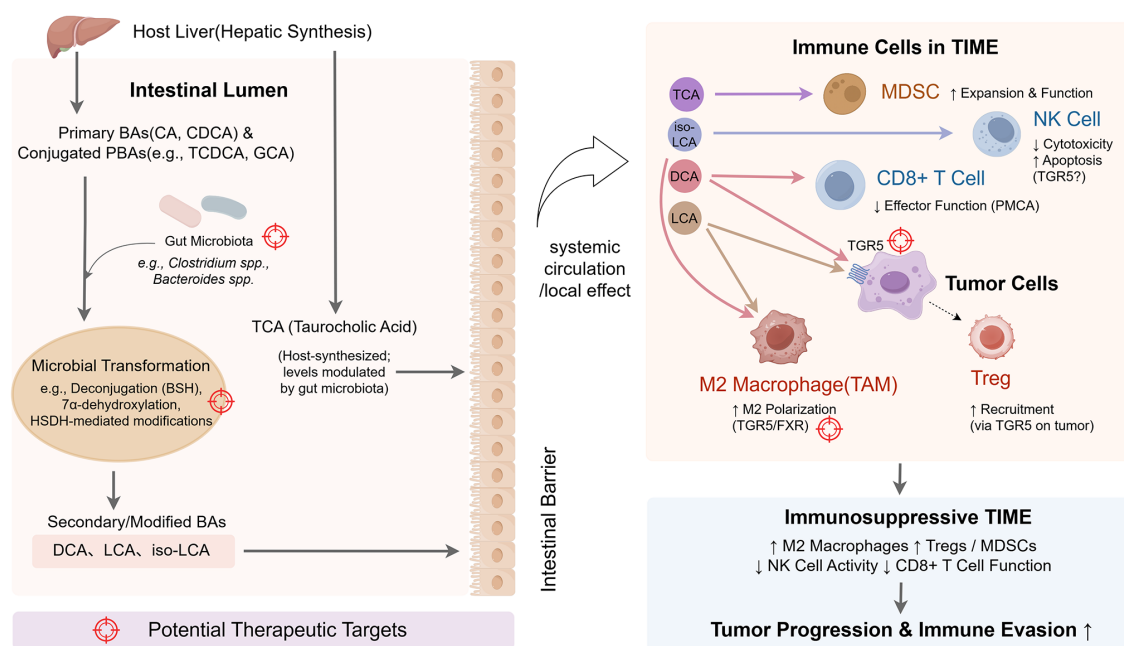 Host Liver(Hepatic Synthesis)
Intestinal Lumen
Primary BAs(CA, CDCA) &
Conjugated PBAs(e.g., TCDCA, GCA)
Gut Microbiota
e.g., Clostridium spp.,
Bacteroides spp.
TCA (Taurocholic Acid)
(Host-synthesized;
levels modulated
by gut microbiota)
Microbial Transformation
e.g., Deconjugation (BSH),
7α-dehydroxylation,
HSDH-mediated modifications
Secondary/Modified BAs
DCA、LCA、iso-LCA
Intestinal Barrier
Potential Therapeutic Targets
systemic
circulation
/local effect
Immune Cells in TIME
TCA
iso-
LCA
DCA
LCA
MDSC
↑ Expansion & Function
NK Cell
↓ Cytotoxicity
↑ Apoptosis
(TGR5?)
CD8+ T Cell
↓ Effector Function (PMCA)
TGR5
Tumor Cells
M2 Macrophage(TAM)
↑ M2 Polarization
(TGR5/FXR)
Treg
↑ Recruitment
(via TGR5 on tumor)
Immunosuppressive TIME
↑ M2 Macrophages ↑ Tregs / MDSCs
↓ NK Cell Activity ↓ CD8+ T Cell Function
Tumor Progression & Immune Evasion ↑